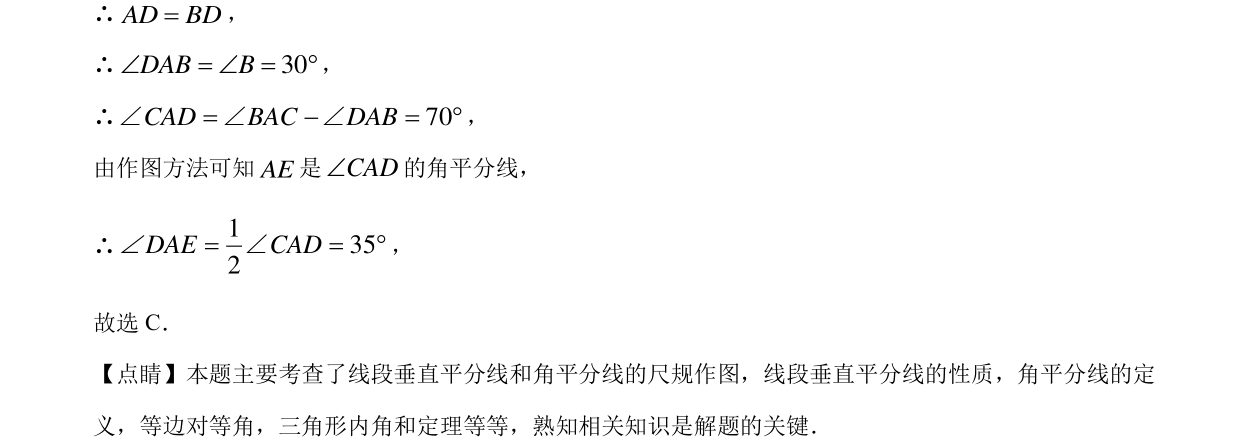 ∴ AD = BD，
∴ ∠DAB = ∠B = 30°，
∴ ∠CAD = ∠BAC − ∠DAB = 70°，
由作图方法可知 AE 是 ∠CAD 的角平分线，
∴ ∠DAE = 1/2 ∠CAD = 35°，
故选 C．
【点睛】本题主要考查了线段垂直平分线和角平分线的尺规作图，线段垂直平分线的性质，角平分线的定
义，等边对等角，三角形内角和定理等等，熟知相关知识是解题的关键．